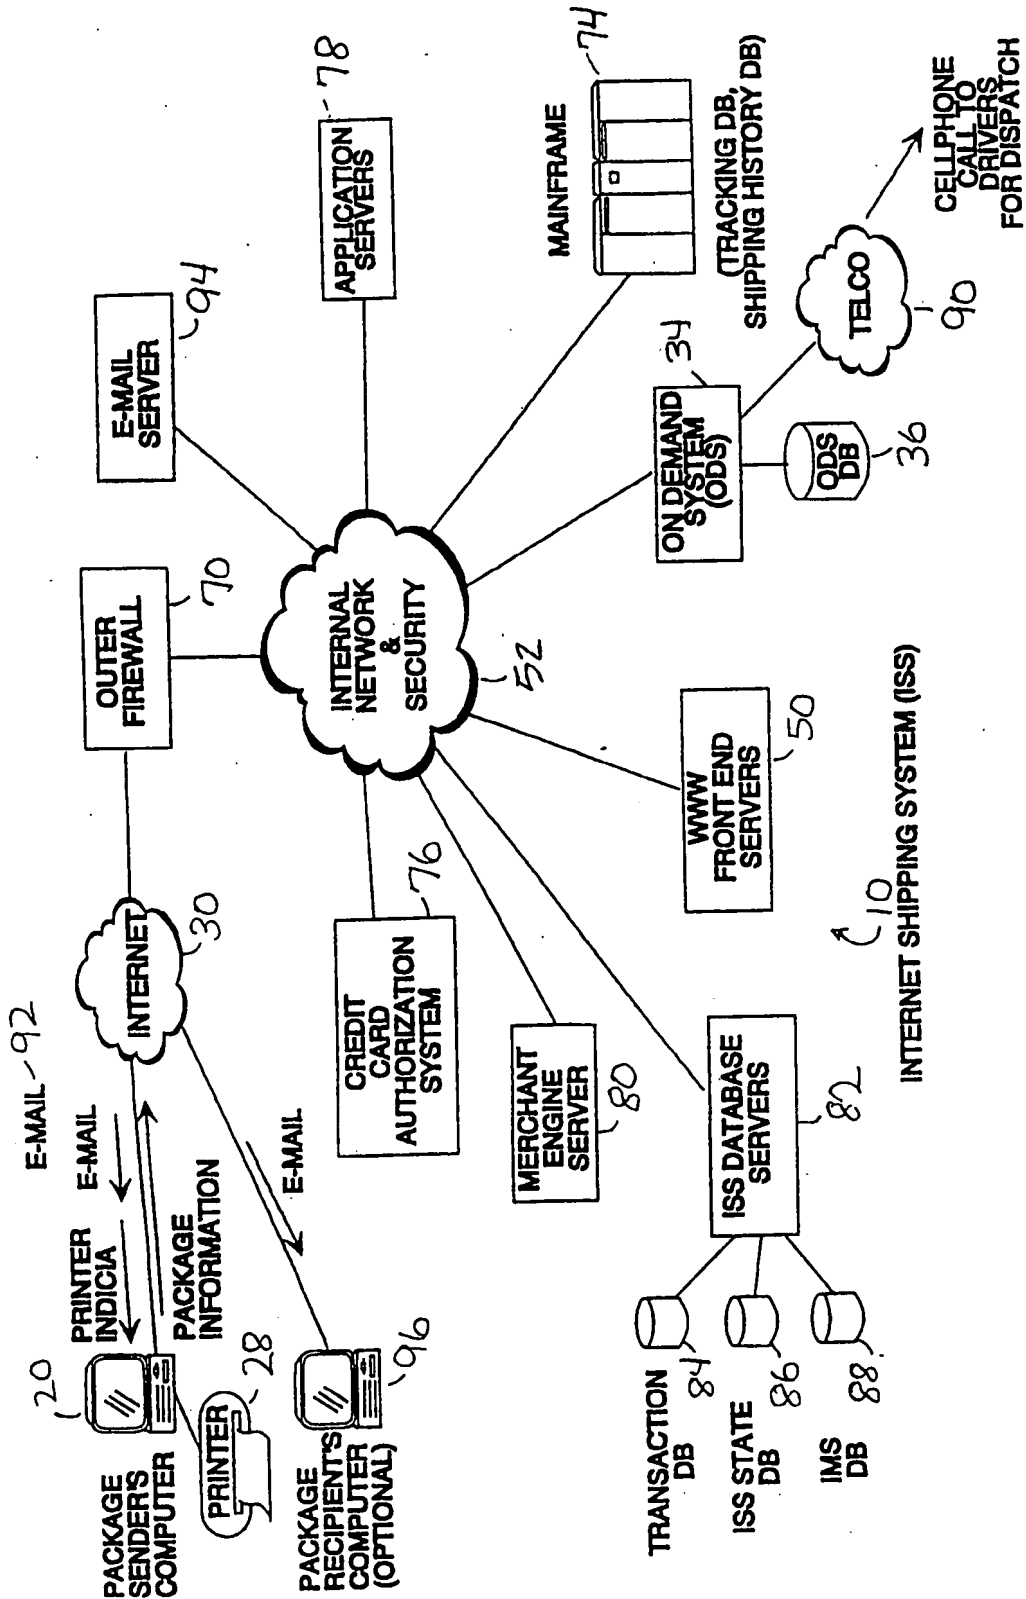 E-MAIL 92
PACKAGE
SENDER'S
COMPUTER
20
PRINTER
INDICIA
E-MAIL
PACKAGE
INFORMATION
PRINTER
28
INTERNET
30
OUTER
FIREWALL
70
E-MAIL
SERVER
94
PACKAGE
RECIPIENT'S
COMPUTER
(OPTIONAL)
96
E-MAIL
CREDIT
CARD
AUTHORIZATION
SYSTEM
76
INTERNAL
NETWORK
&
SECURITY
52
APPLICATION
SERVERS
78
MERCHANT
ENGINE
SERVER
80
MAINFRAME
74
(TRACKING DB,
SHIPPING HISTORY DB)
TRANSACTION
DB
84
ISS STATE
DB
86
IMS
DB
88
ISS DATABASE
SERVERS
82
WWW
FRONT END
SERVERS
50
ON DEMAND
SYSTEM
(ODS)
34
ODS
DB
36
TELCO
90
CELLPHONE
CALL TO
DRIVERS
FOR DISPATCH
10
INTERNET SHIPPING SYSTEM (ISS)